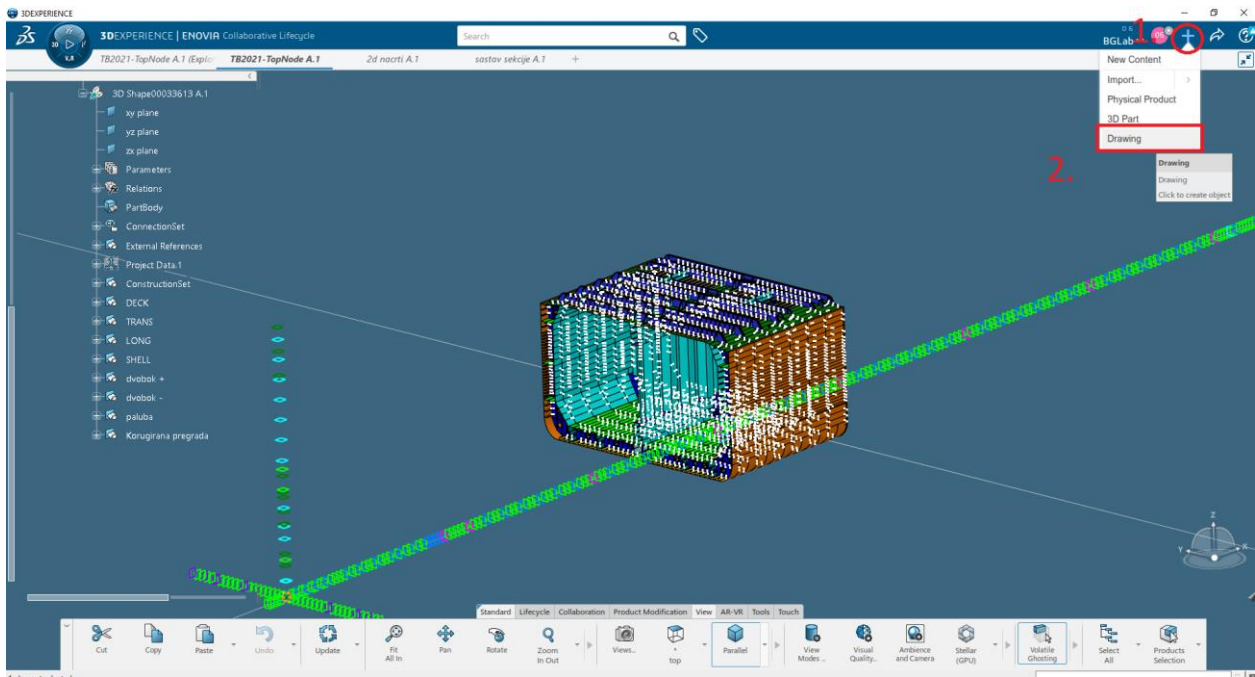 3DEXPERIENCE
3DEXPERIENCE | ENOVIA Collaborative Lifecycle
Search
BGLab
1.
TB2021-TopNode A.1 (Explo
TB2021-TopNode A.1
2d nacrti A.1
sastav sekcije A.1
New Content
Import...
Physical Product
3D Part
Drawing
2.
Drawing
Drawing
Click to create object
3D Shape00033613 A.1
xy plane
yz plane
zx plane
Parameters
Relations
PartBody
ConnectionSet
External References
Project Data.1
ConstructionSet
DECK
TRANS
LONG
SHELL
dvobok +
dvobok -
paluba
Korugirana pregrada
Z
Y
X
Standard Lifecycle Collaboration Product Modification View AR-VR Tools Touch
Cut
Copy
Paste
Undo
Update
Fit
All In
Pan
Rotate
Zoom
In Out
Views...
top
Parallel
View
Modes ...
Visual
Quality...
Ambience
and Camera
Stellar
(GPU)
Volatile
Ghosting
Select
All
Products
Selection